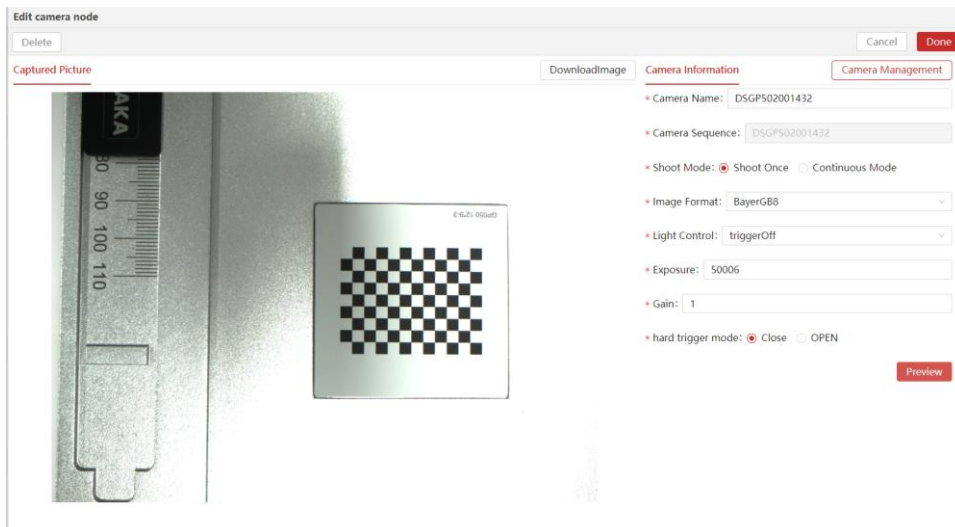 Edit camera node
Delete
Cancel
Done
Captured Picture
DownloadImage
Camera Information
Camera Management
* Camera Name: DSGP502001432
* Camera Sequence: DSGP502001432
* Shoot Mode: Shoot Once Continuous Mode
* Image Format: BayerGB8
* Light Control: triggerOff
* Exposure: 50006
* Gain: 1
* hard trigger mode: Close OPEN
Preview
AKA
80
90
100
110
GP050 12*9-3